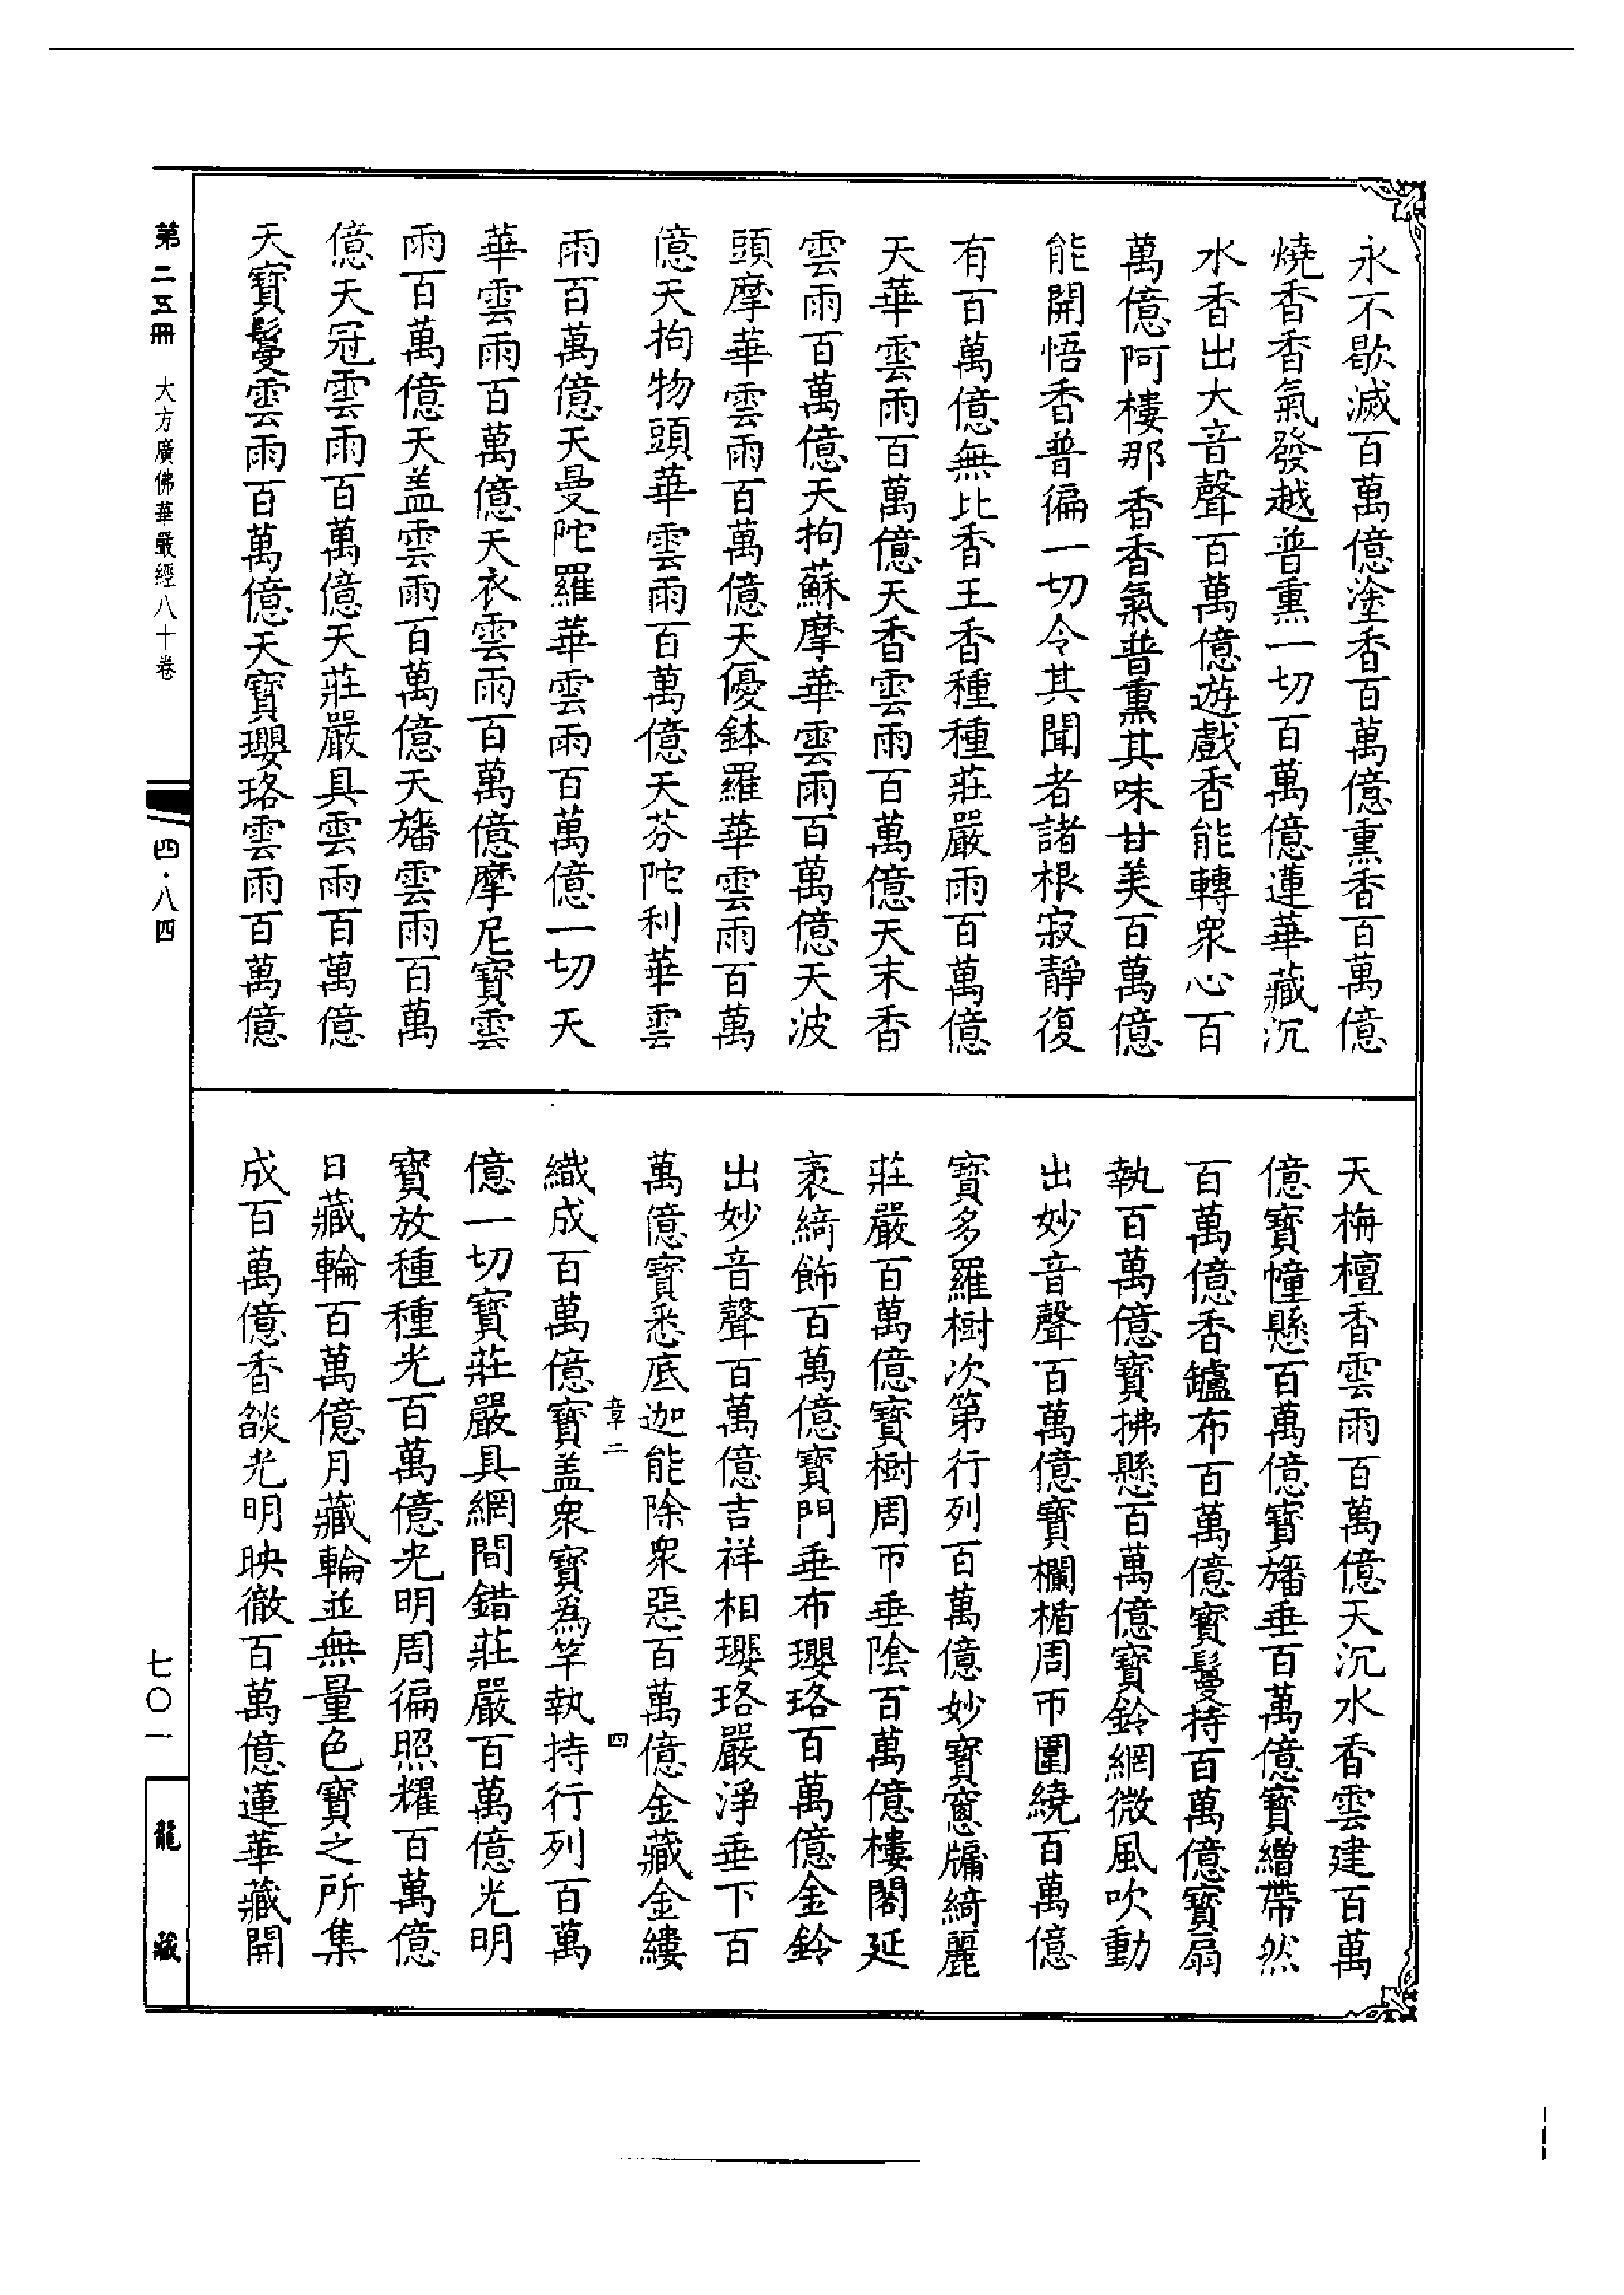 永不歇滅百萬億塗香百萬億熏香百萬億
燒香香氣發越普熏一切百萬億蓮華藏沉
水香出大音聲百萬億遊戲香能轉衆心百
萬億阿樓那香香氣普熏其味甘美百萬億
能開悟香普徧一切令其聞者諸根寂靜復
有百萬億無比香王香種種莊嚴雨百萬億
天華雲雨百萬億天香雲雨百萬億天末香
雲雨百萬億天拘蘇摩華雲雨百萬億天波
頭摩華雲雨百萬億天優鉢羅華雲雨百萬
億天拘物頭華雲雨百萬億天芬陀利華雲
雨百萬億天曼陀羅華雲雨百萬億一切天
華雲雨百萬億天衣雲雨百萬億摩尼寶雲
雨百萬億天盖雲雨百萬億天旛雲雨百萬
億天冠雲雨百萬億天莊嚴具雲雨百萬億
天寶鬘雲雨百萬億天寶瓔珞雲雨百萬億
天栴檀香雲雨百萬億天沉水香雲建百萬
億寶幢懸百萬億寶旛垂百萬億寶繒帶然
百萬億香鑪布百萬億寶鬘持百萬億寶扇
執百萬億寶拂懸百萬億寶鈴網微風吹動
出妙音聲百萬億寶欄楯周帀圍繞百萬億
寶多羅樹次第行列百萬億妙寶窻牖綺麗
莊嚴百萬億寶樹周帀垂陰百萬億樓閣延
袤綺飾百萬億寶門垂布瓔珞百萬億金鈴
出妙音聲百萬億吉祥相瓔珞嚴淨垂下百
萬億寶悉底迦能除衆惡百萬億金藏金縷
章二 四
織成百萬億寶盖衆寶爲竿執持行列百萬
億一切寶莊嚴具網間錯莊嚴百萬億光明
寶放種種光百萬億光明周徧照耀百萬億
日藏輪百萬億月藏輪並無量色寶之所集
成百萬億香燄光明映徹百萬億蓮華藏開
第二五冊 大方廣佛華嚴經八十卷
四·八四
七〇一
龍藏